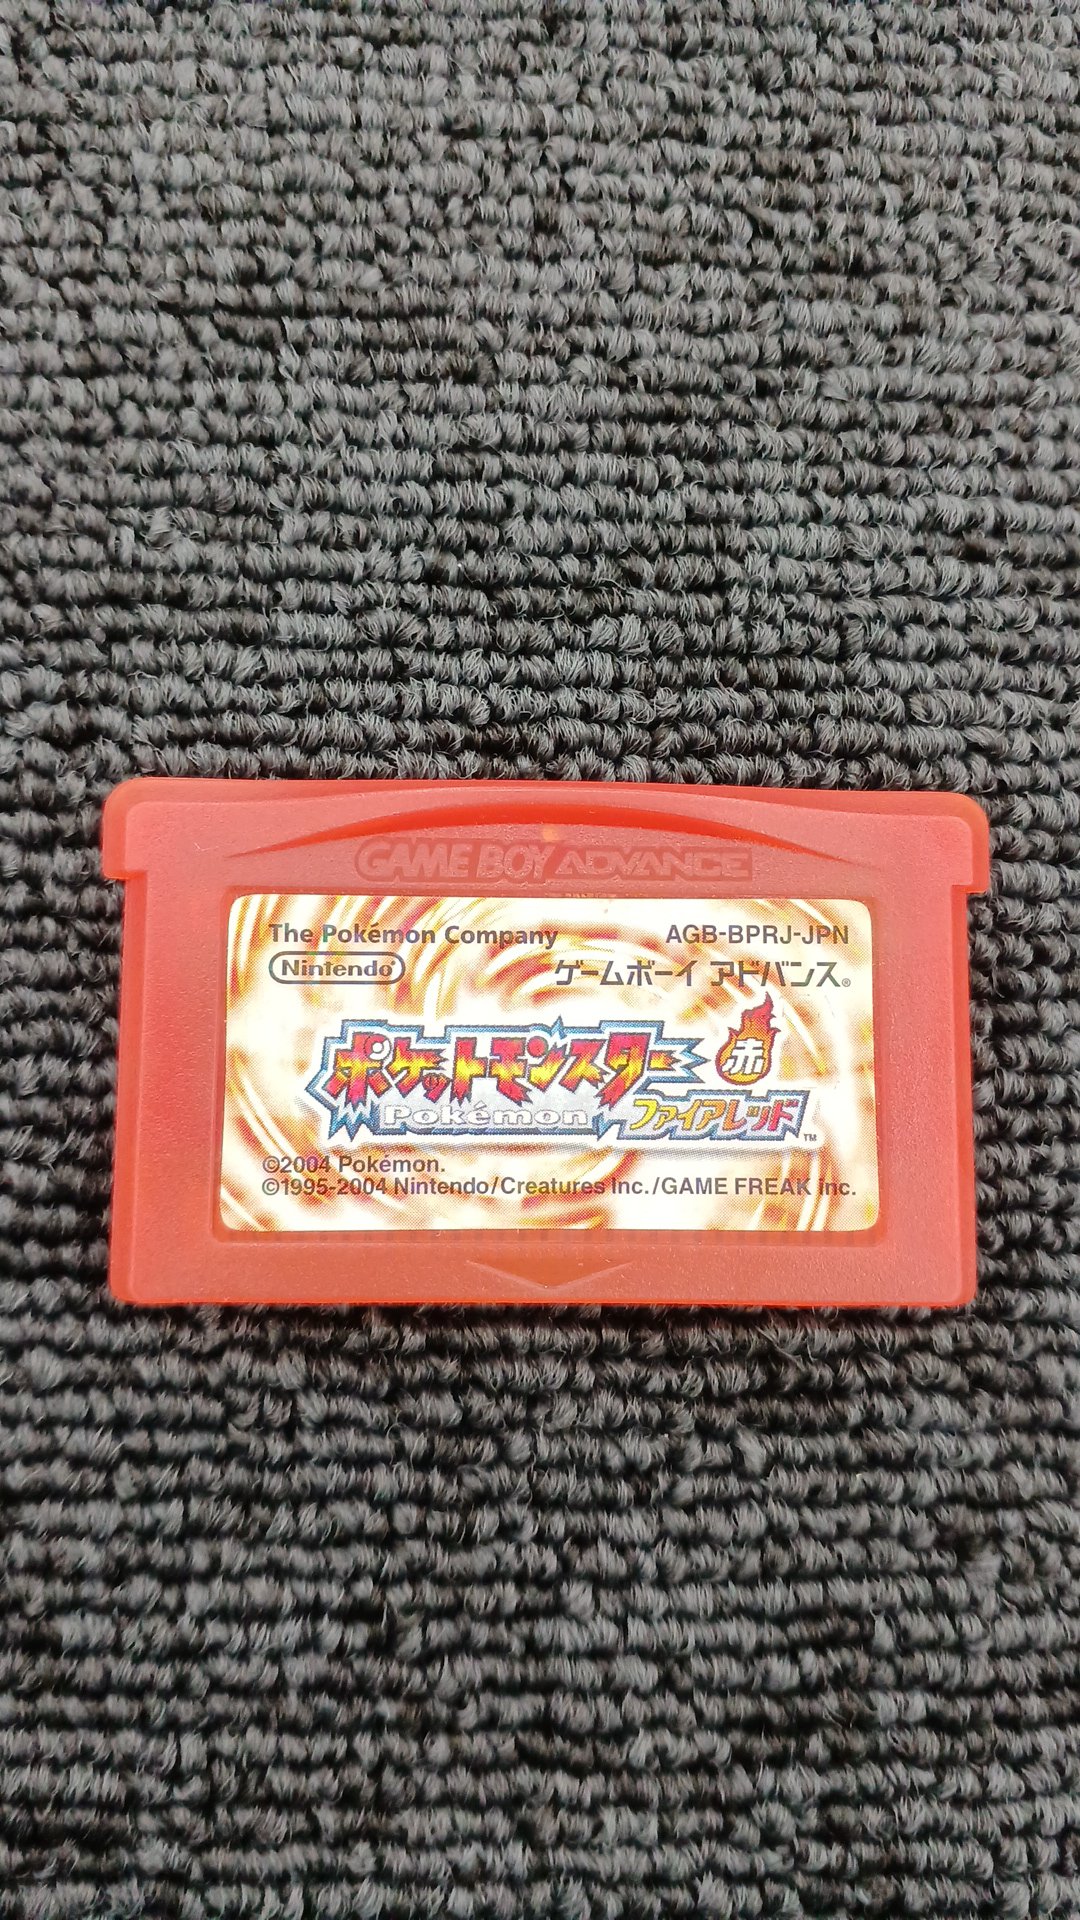 GAME BOY ADVANCE
The Pokémon Company AGB-BPRJ-JPN
Nintendo® ゲームボーイ アドバンス®
ポケットモンスター 赤
Pokémon ファイアレッド™
©2004 Pokémon.
©1995-2004 Nintendo/Creatures Inc./GAME FREAK inc.